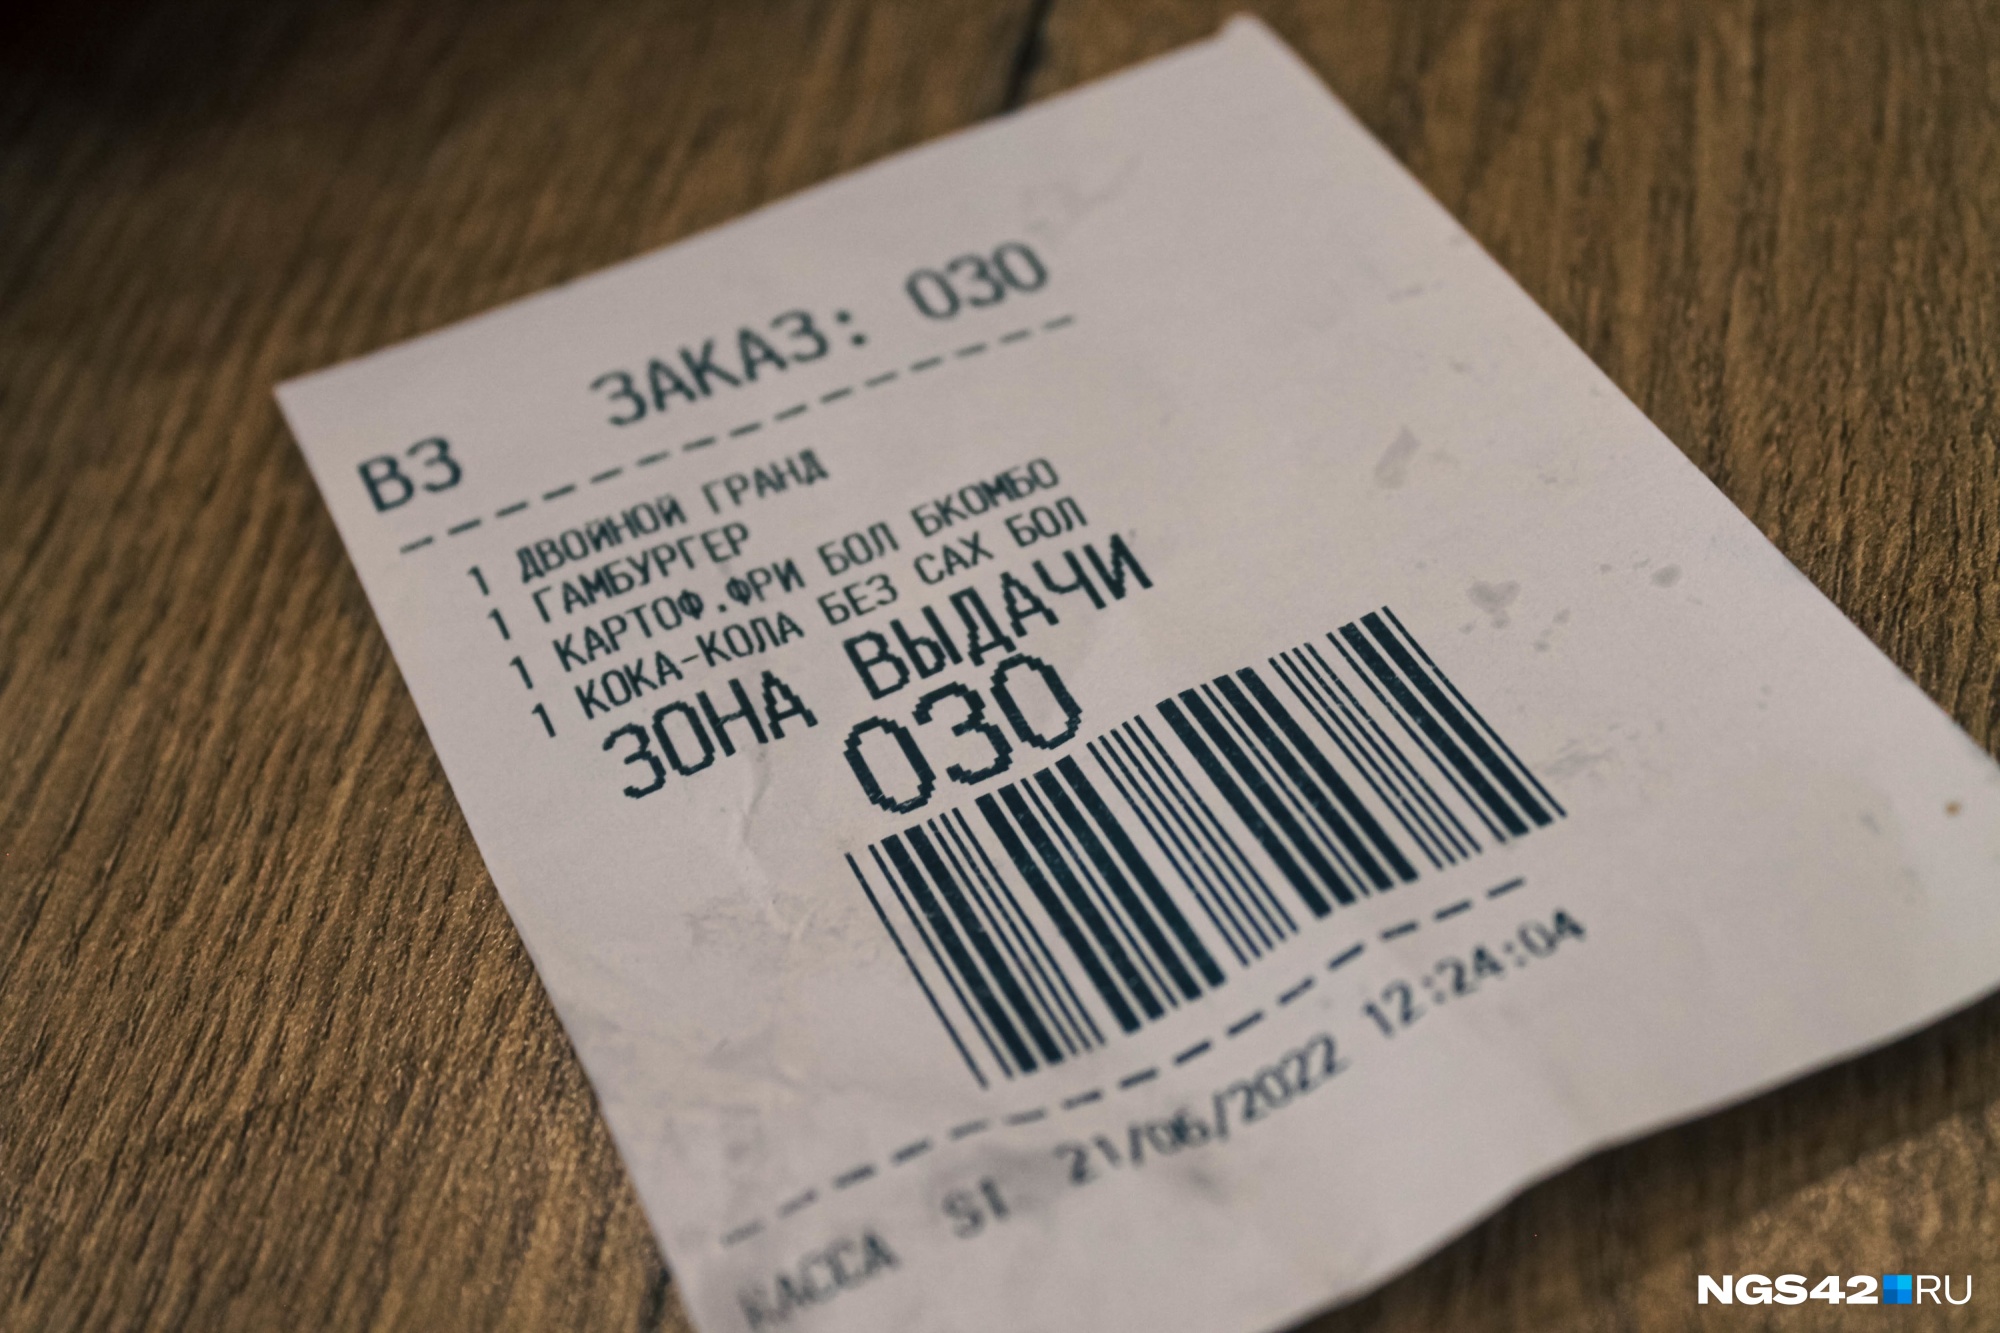 ВЗ ЗАКАЗ: 030
1 ДВОЙНОЙ ГРАНД
1 ГАМБУРГЕР
1 КАРТОФ.ФРИ БОЛ БКОМБО
1 КОКА-КОЛА БЕЗ САХ БОЛ
ЗОНА ВЫДАЧИ
030
КАССА S1 21/06/2022 12:24:04
NGS42 RU